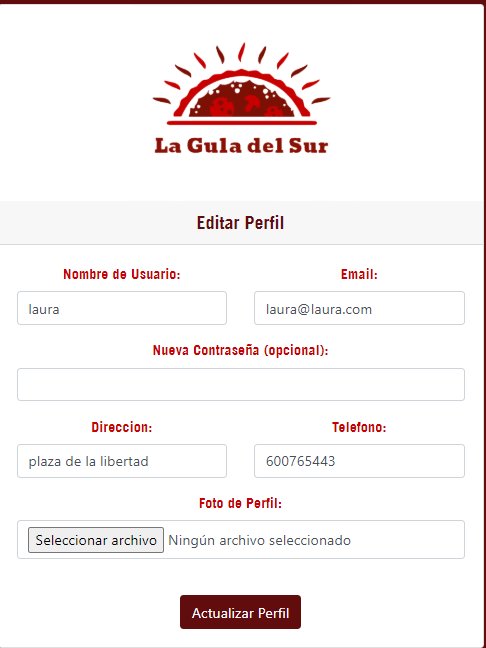 La Gula del Sur
Editar Perfil
Nombre de Usuario: Email:
laura laura@laura.com
Nueva Contraseña (opcional):
Direccion: Telefono:
plaza de la libertad 600765443
Foto de Perfil:
Seleccionar archivo Ningún archivo seleccionado
Actualizar Perfil